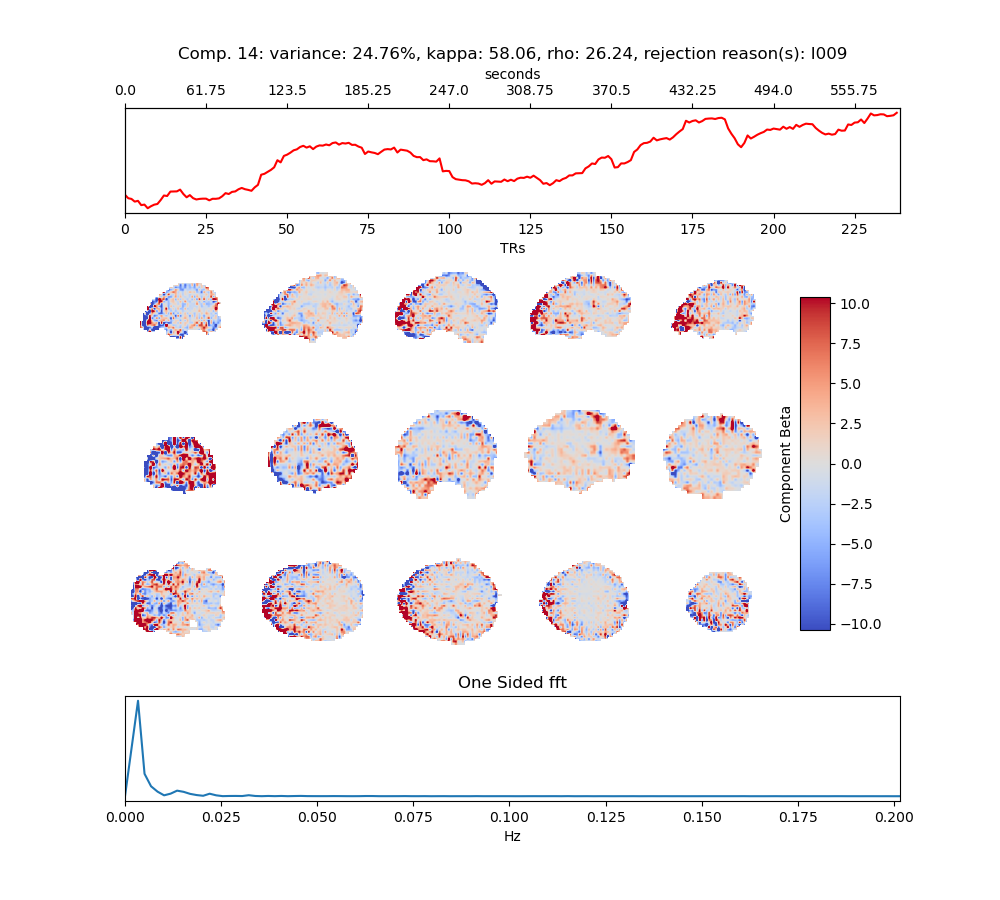 Comp. 14: variance: 24.76%, kappa: 58.06, rho: 26.24, rejection reason(s): I009
seconds
0.0 61.75 123.5 185.25 247.0 308.75 370.5 432.25 494.0 555.75
0 25 50 75 100 125 150 175 200 225
TRs
10.0
7.5
5.0
2.5
0.0
−2.5
−5.0
−7.5
−10.0
Component Beta
One Sided fft
0.000 0.025 0.050 0.075 0.100 0.125 0.150 0.175 0.200
Hz